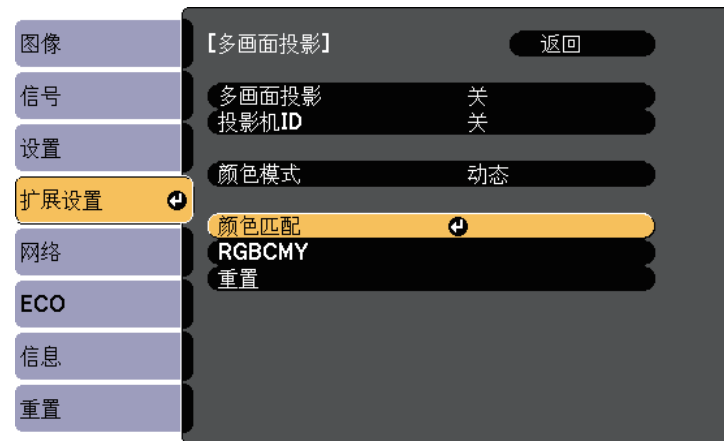 图像
信号
设置
扩展设置
网络
ECO
信息
重置
【多画面投影】 返回
多画面投影 关
投影机ID 关
颜色模式 动态
颜色匹配
RGBCMY
重置